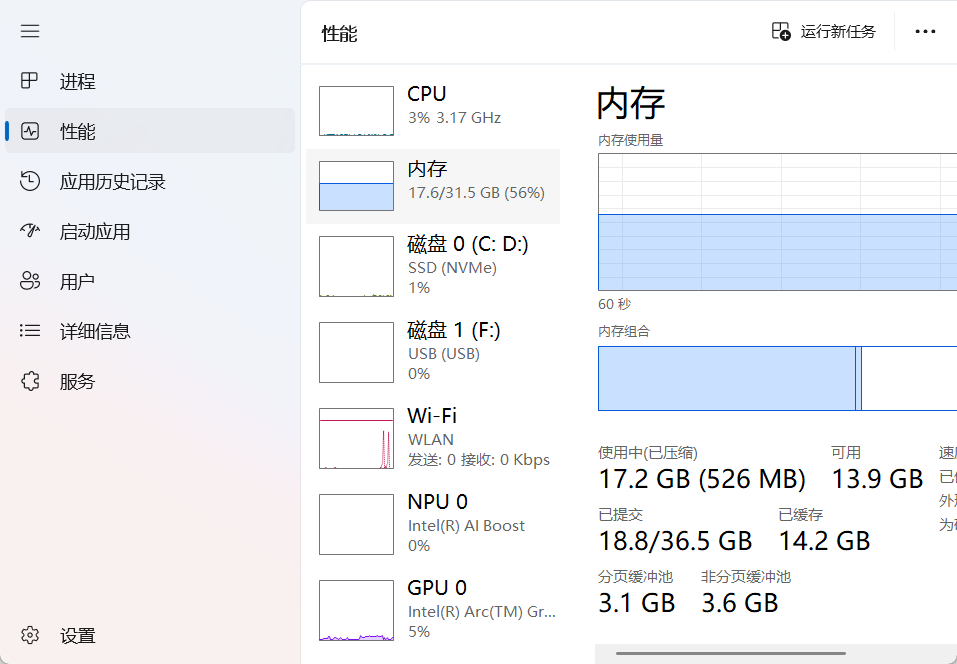 性能
运行新任务
进程
性能
应用历史记录
启动应用
用户
详细信息
服务
设置
CPU
3% 3.17 GHz
内存
17.6/31.5 GB (56%)
磁盘 0 (C: D:)
SSD (NVMe)
1%
磁盘 1 (F:)
USB (USB)
0%
Wi-Fi
WLAN
发送: 0 接收: 0 Kbps
NPU 0
Intel(R) AI Boost
0%
GPU 0
Intel(R) Arc(TM) Gr...
5%
内存
内存使用量
60 秒
内存组合
使用中(已压缩)
可用
17.2 GB (526 MB)
13.9 GB
已提交
已缓存
18.8/36.5 GB
14.2 GB
分页缓冲池
非分页缓冲池
3.1 GB
3.6 GB